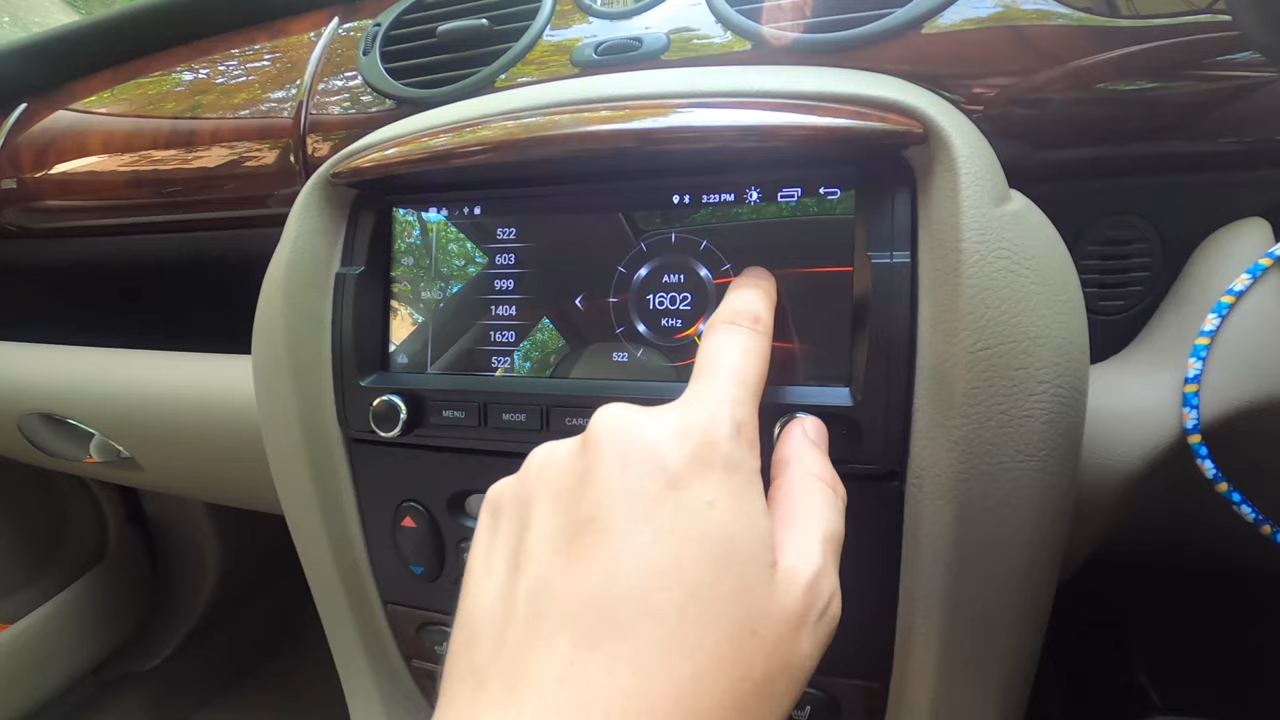 3:23 PM
522
603
999
1404
1620
522
BAND
AM1
1602
KHz
522
MENU
MODE
CARD